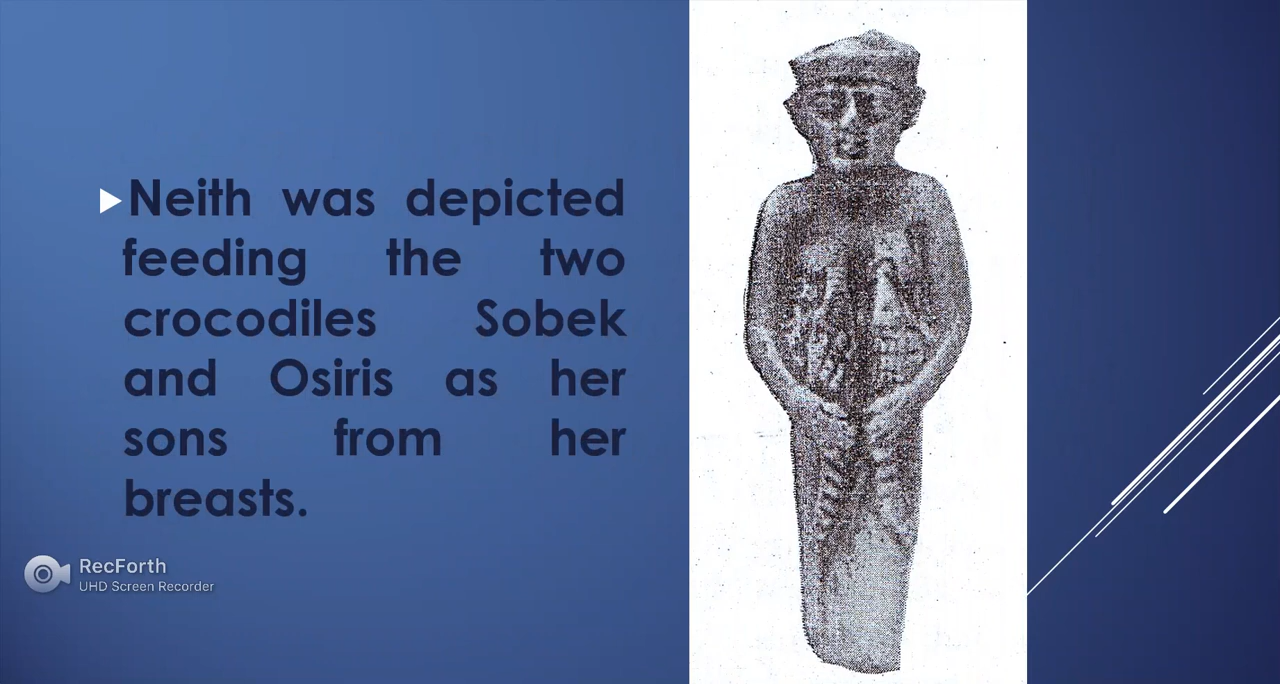 Neith was depicted
feeding the two
crocodiles Sobek
and Osiris as her
sons from her
breasts.
RecForth
UHD Screen Recorder